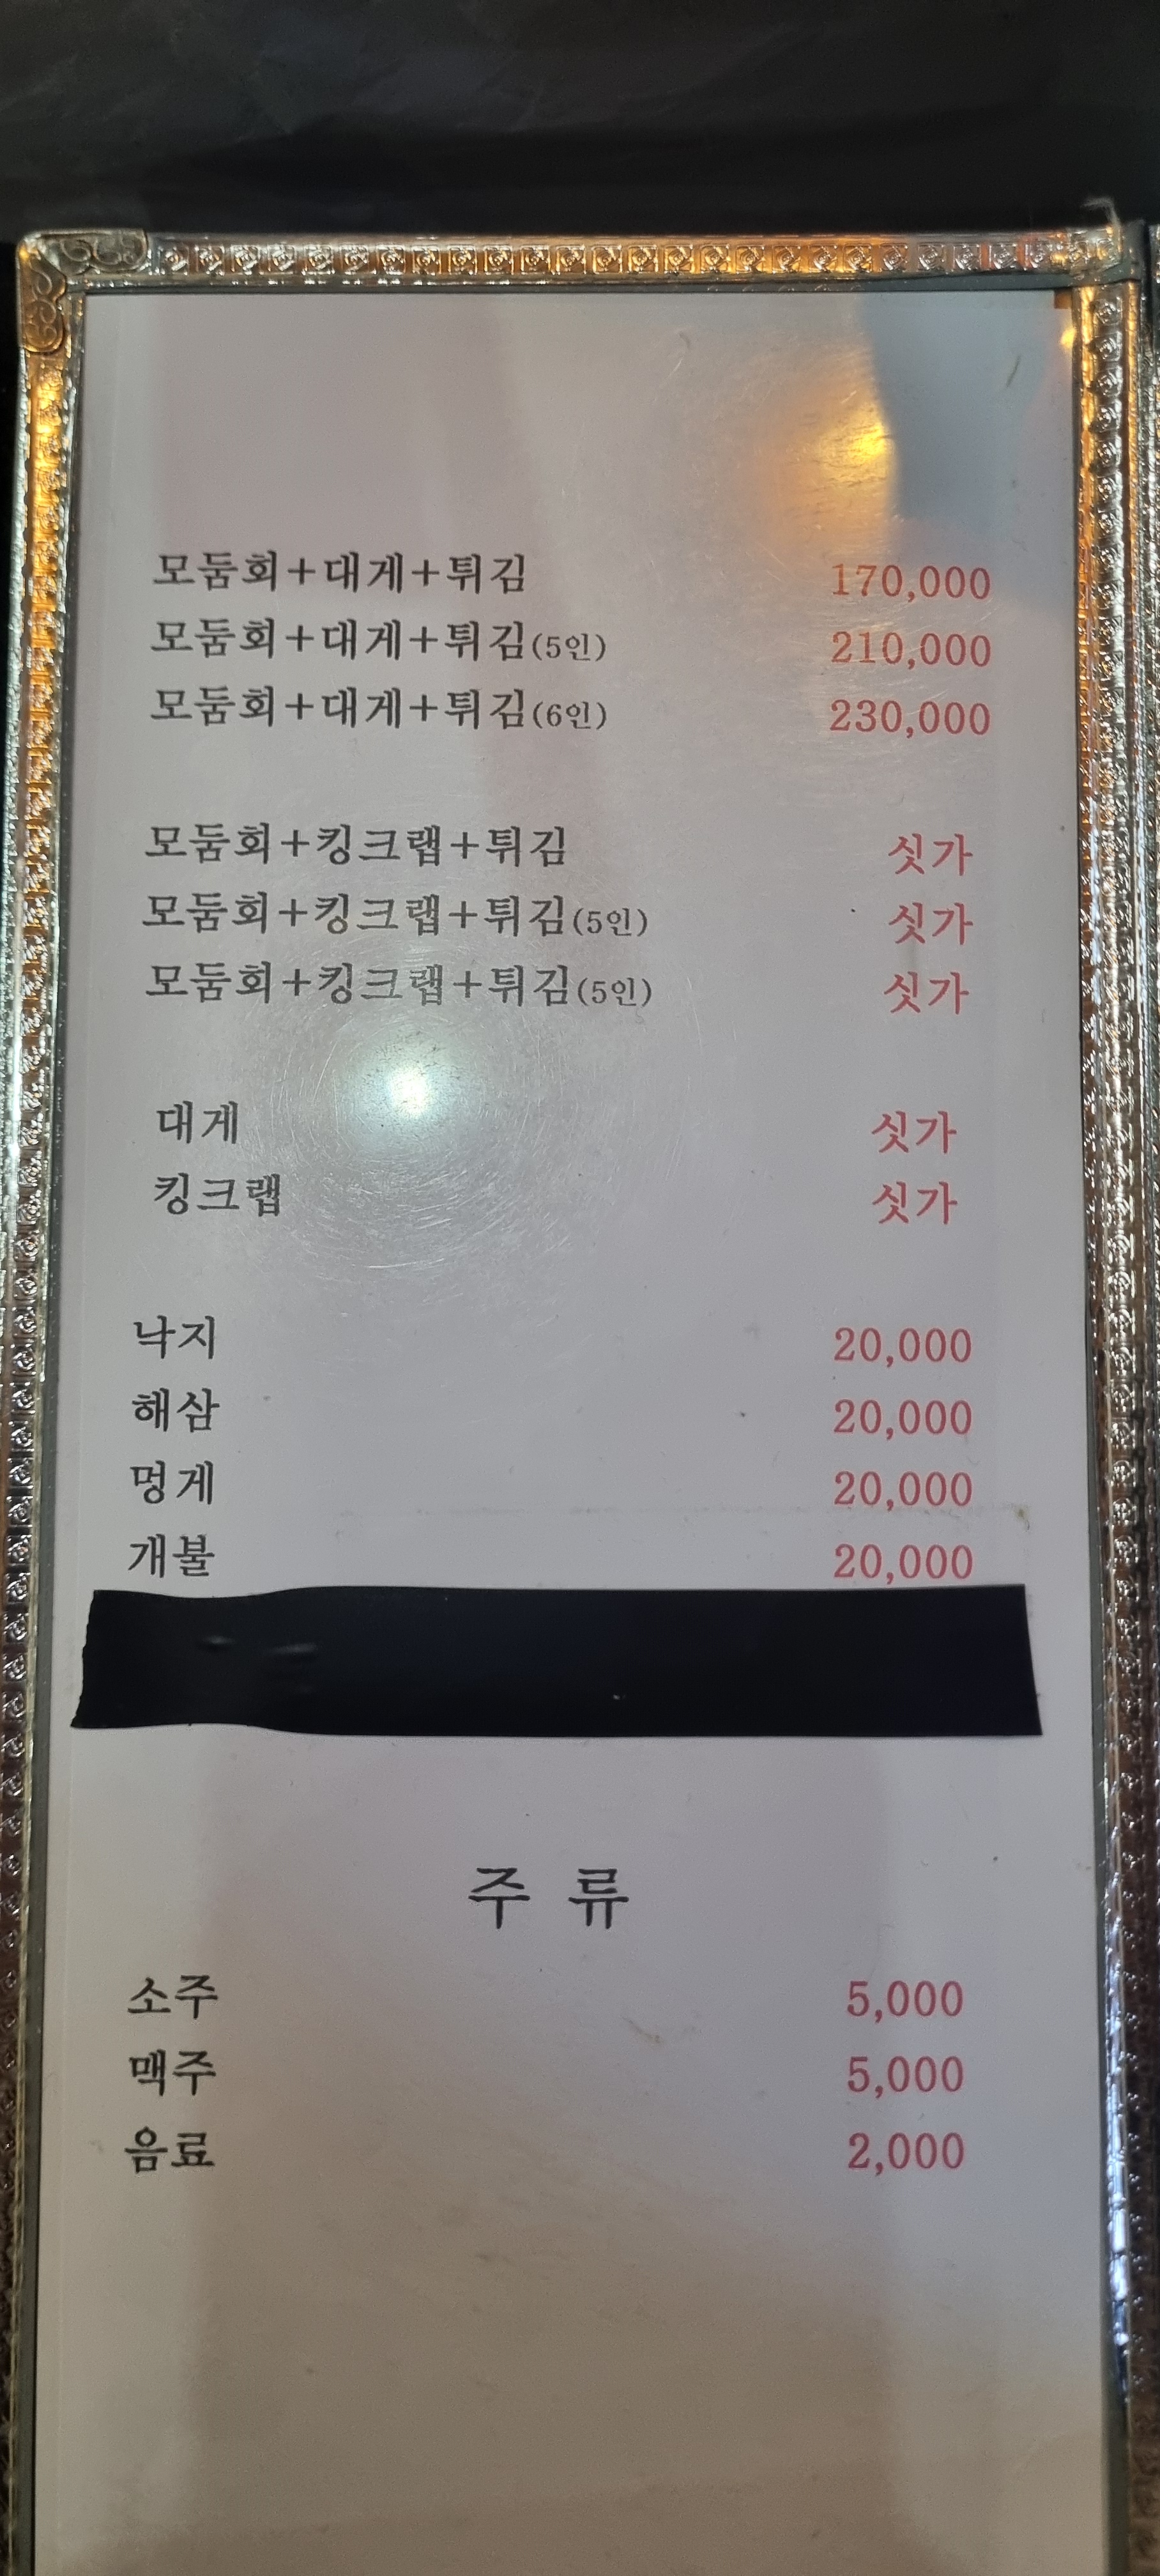 모둠회+대게+튀김 170,000
모둠회+대게+튀김(5인) 210,000
모둠회+대게+튀김(6인) 230,000
모둠회+킹크랩+튀김 싯가
모둠회+킹크랩+튀김(5인) 싯가
모둠회+킹크랩+튀김(5인) 싯가
대게 싯가
킹크랩 싯가
낙지 20,000
해삼 20,000
멍게 20,000
개불 20,000
주 류
소주 5,000
맥주 5,000
음료 2,000